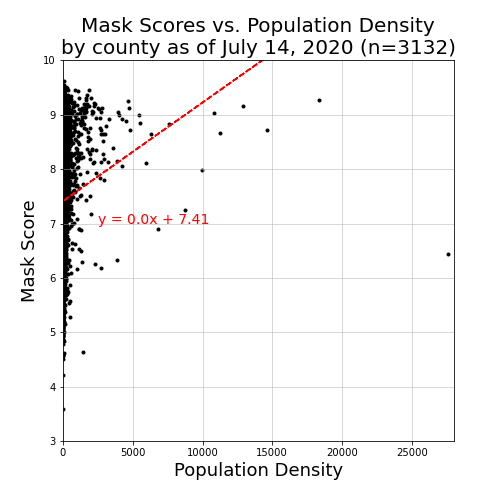 Mask Scores vs. Population Density
by county as of July 14, 2020 (n=3132)
10
9
8
7
6
5
4
3
Mask Score
y = 0.0x + 7.41
0 5000 10000 15000 20000 25000
Population Density